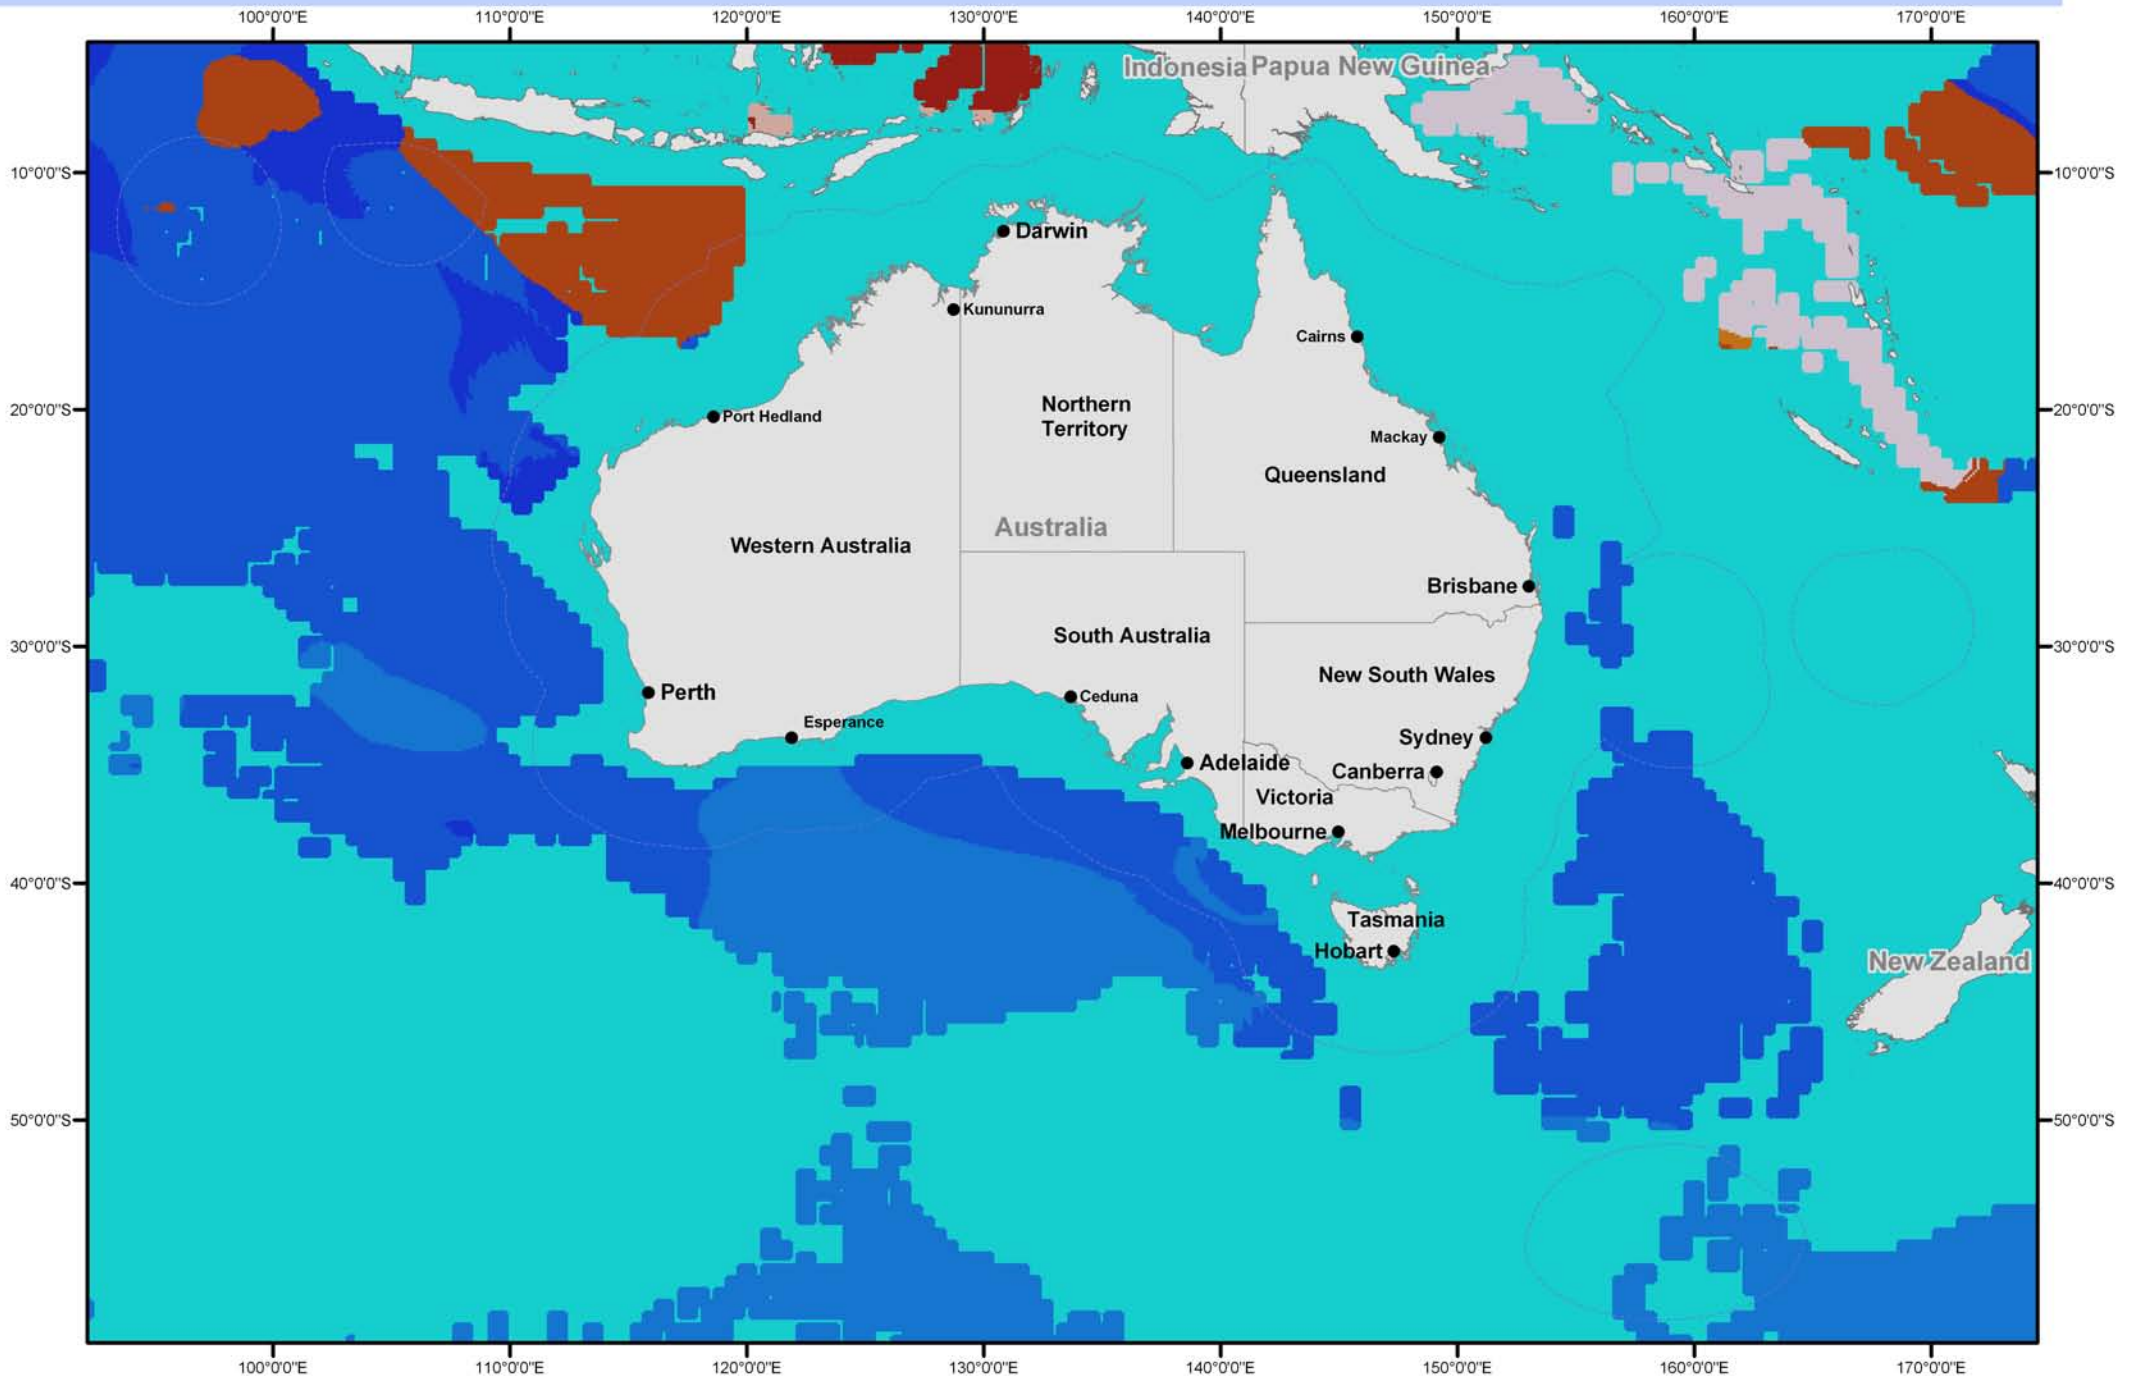 100°0'0"E 110°0'0"E 120°0'0"E 130°0'0"E 140°0'0"E 150°0'0"E 160°0'0"E 170°0'0"E
Indonesia Papua New Guinea
10°0'0"S 10°0'0"S
Darwin
Kununurra
Cairns
20°0'0"S 20°0'0"S
Port Hedland
Northern
Territory
Mackay
Queensland
Australia
Western Australia
Brisbane
30°0'0"S 30°0'0"S
South Australia
New South Wales
Perth
Ceduna
Esperance
Sydney
Adelaide
Canberra
Victoria
Melbourne
40°0'0"S 40°0'0"S
Tasmania
Hobart
New Zealand
50°0'0"S 50°0'0"S
100°0'0"E 110°0'0"E 120°0'0"E 130°0'0"E 140°0'0"E 150°0'0"E 160°0'0"E 170°0'0"E